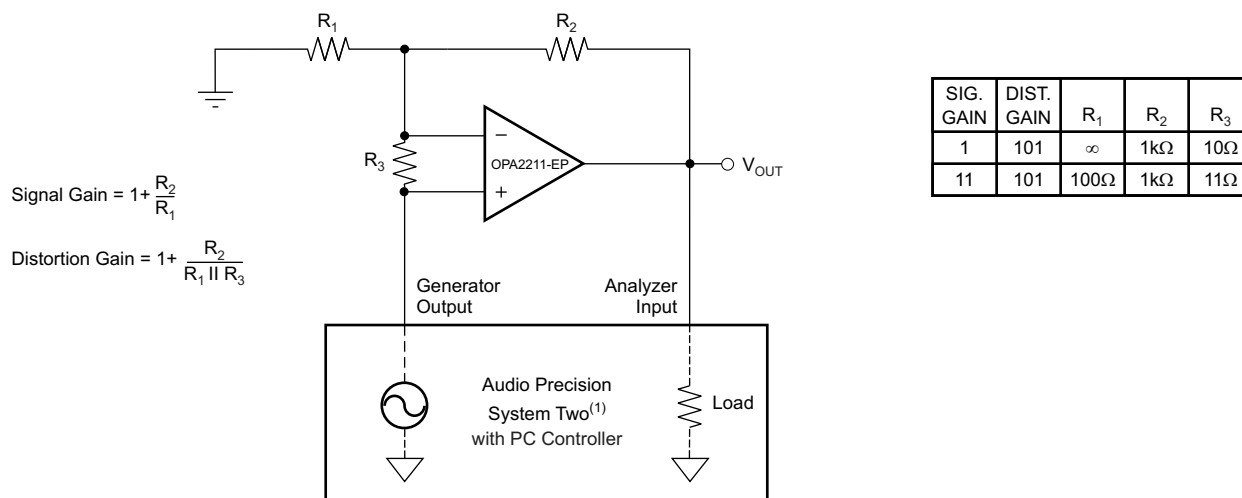 R1
R2
R3
−
OPA2211-EP
+
VOUT
Signal Gain = 1+ R2/R1
Distortion Gain = 1+ R2/(R1 II R3)
Generator
Output
Analyzer
Input
Audio Precision
System Two(1)
with PC Controller
Load
SIG. GAIN DIST. GAIN R1 R2 R3
1 101 ∞ 1kΩ 10Ω
11 101 100Ω 1kΩ 11Ω